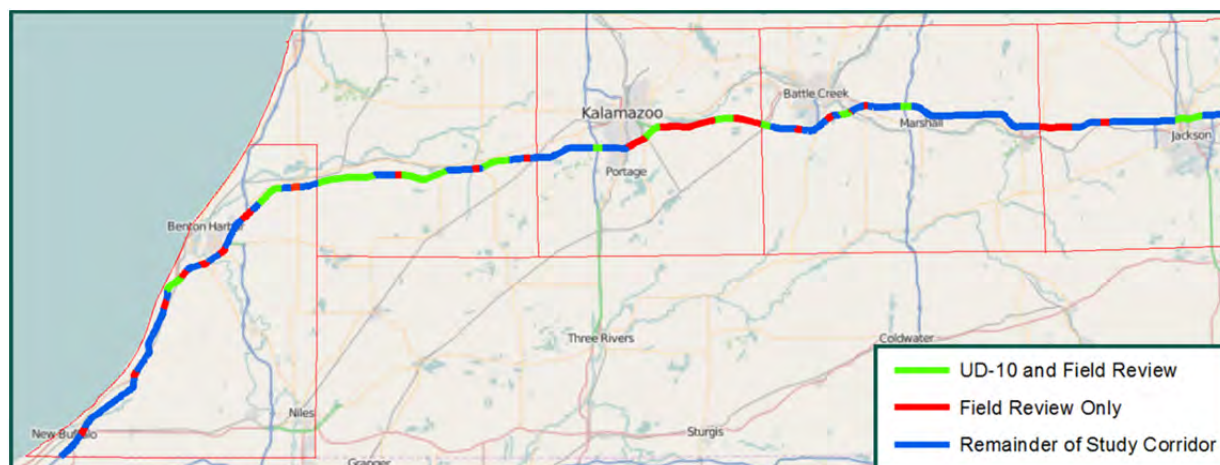 Battle Creek
Kalamazoo
Marshall
Jackson
Portage
Benton Harbor
Three Rivers
Coldwater
UD-10 and Field Review
Field Review Only
Remainder of Study Corridor
Niles
New Buffalo
Sturgis
Granger